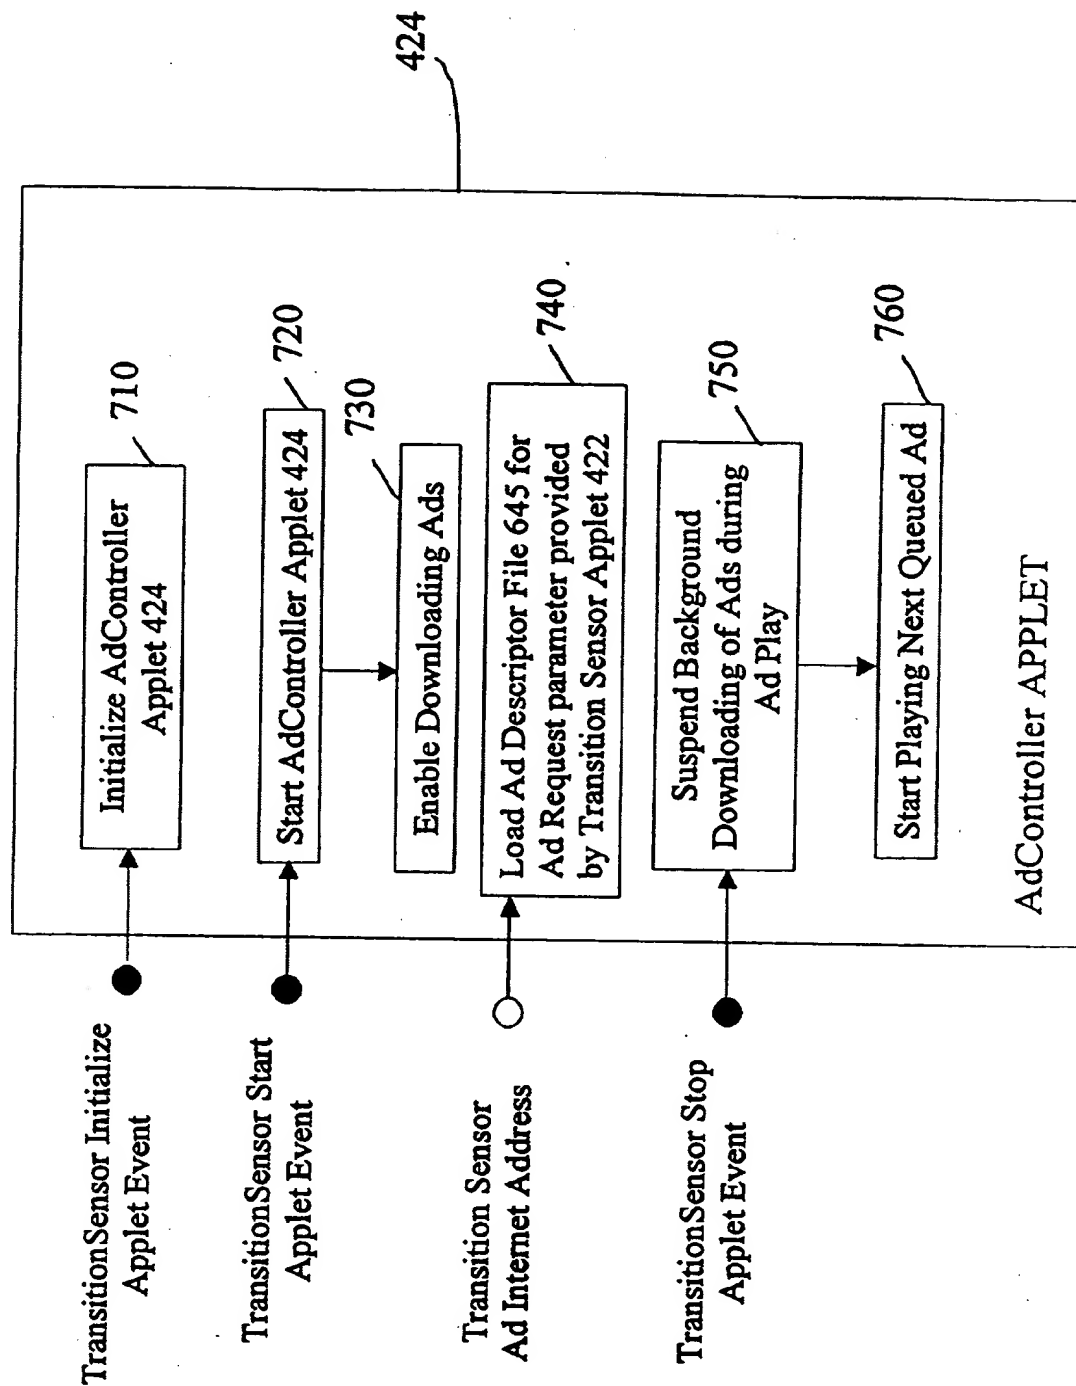 TransitionSensor Initialize
Applet Event
Initialize AdController
Applet 424
710
TransitionSensor Start
Applet Event
Start AdController Applet 424
720
Enable Downloading Ads
730
Transition Sensor
Ad Internet Address
Load Ad Descriptor File 645 for
Ad Request parameter provided
by Transition Sensor Applet 422
740
TransitionSensor Stop
Applet Event
Suspend Background
Downloading of Ads during
Ad Play
750
Start Playing Next Queued Ad
760
AdController APPLET
424